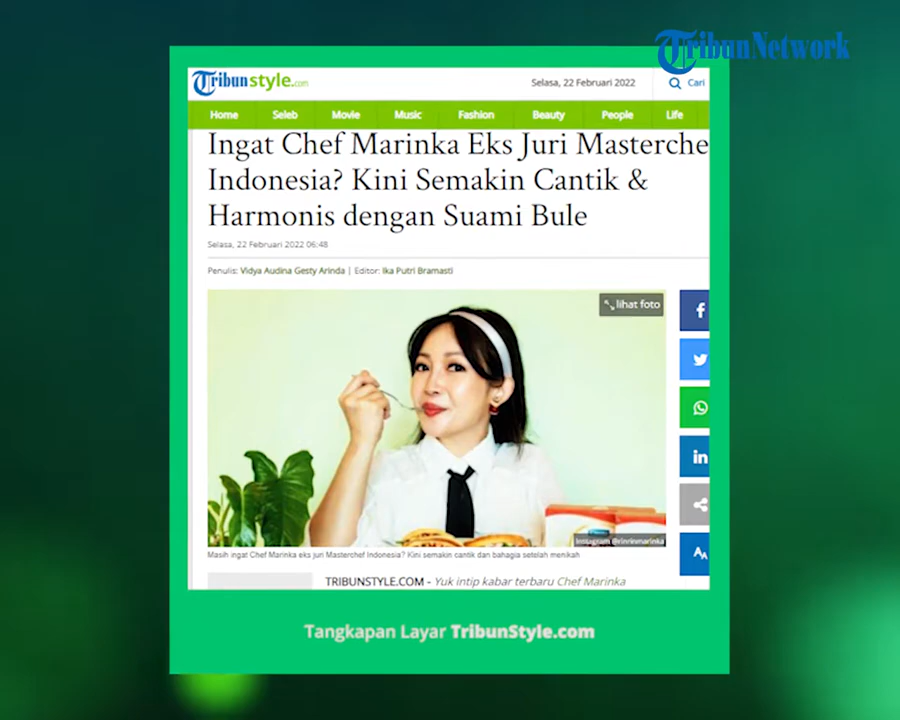 TribunNetwork
Tribunstyle.com
Selasa, 22 Februari 2022
Cari
Home Seleb Movie Music Fashion Beauty People Life
Ingat Chef Marinka Eks Juri Masterche
Indonesia? Kini Semakin Cantik &
Harmonis dengan Suami Bule
Selasa, 22 Februari 2022 06:48
Penulis: Vidya Audina Gesty Arinda | Editor: Ika Putri Bramasti
lihat foto
f
in
AA
Instagram @rinrinmarinka
Masih ingat Chef Marinka eks juri Masterchef Indonesia? Kini semakin cantik dan bahagia setelah menikah
TRIBUNSTYLE.COM - Yuk intip kabar terbaru Chef Marinka
Tangkapan Layar TribunStyle.com